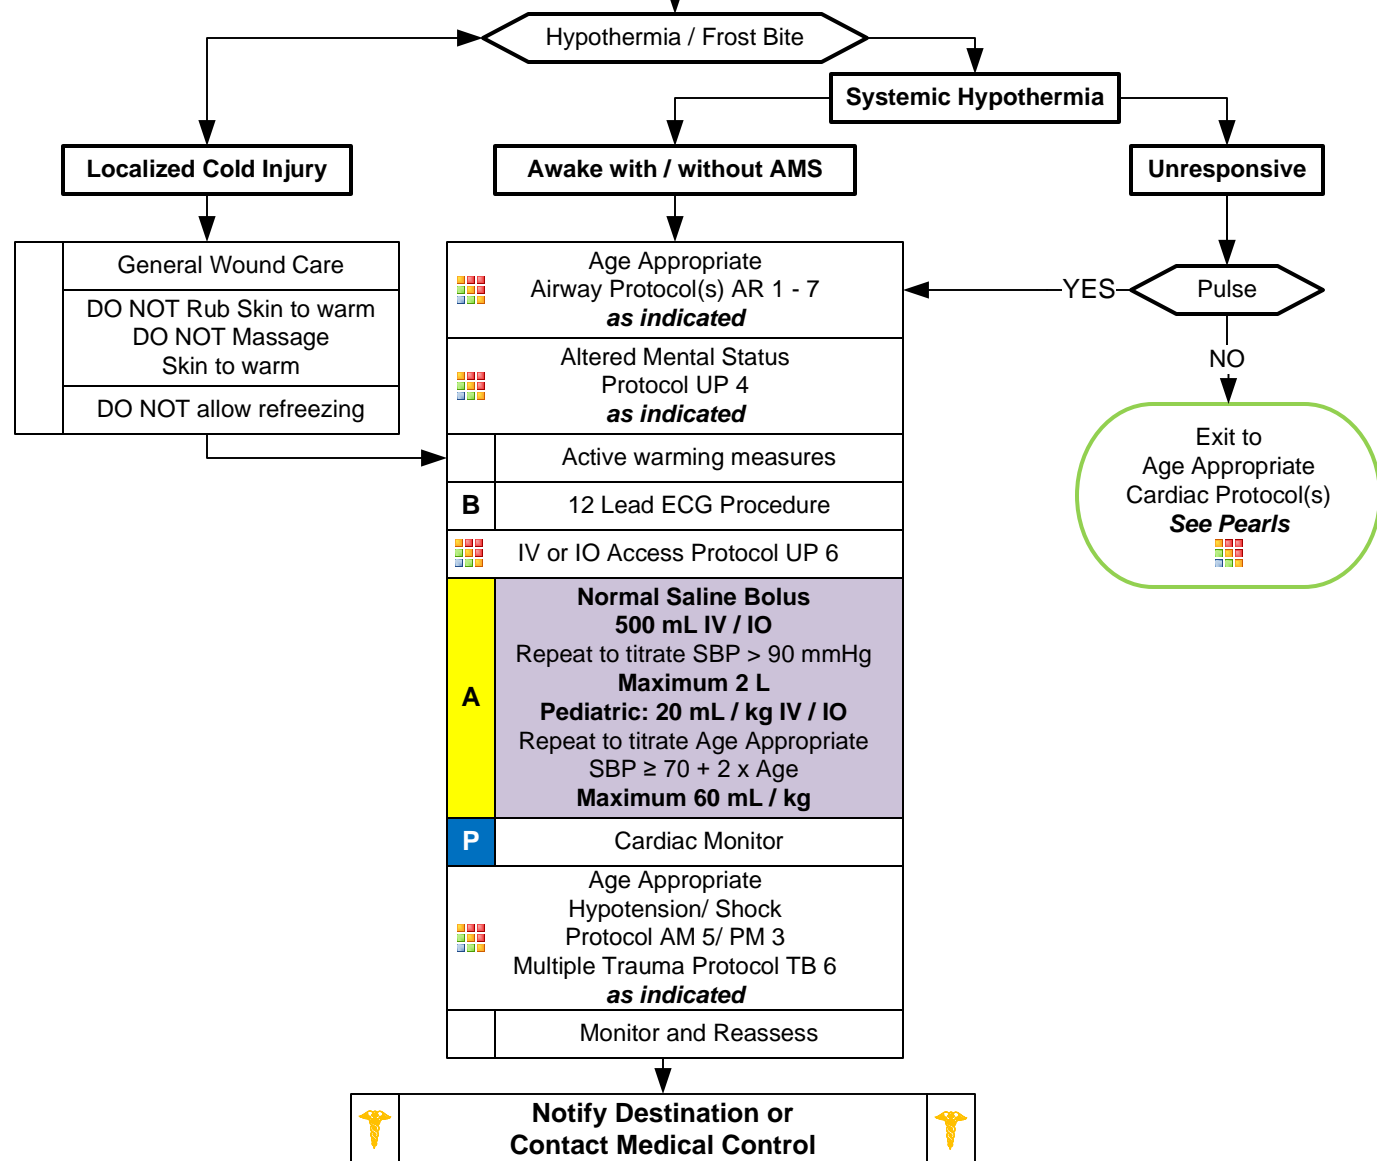 Hypothermia / Frost Bite
Systemic Hypothermia
Localized Cold Injury
Awake with / without AMS
Unresponsive
General Wound Care
DO NOT Rub Skin to warm
DO NOT Massage
Skin to warm
DO NOT allow refreezing
Age Appropriate
Airway Protocol(s) AR 1 - 7
as indicated
Altered Mental Status
Protocol UP 4
as indicated
Active warming measures
B
12 Lead ECG Procedure
IV or IO Access Protocol UP 6
A
Normal Saline Bolus
500 mL IV / IO
Repeat to titrate SBP > 90 mmHg
Maximum 2 L
Pediatric: 20 mL / kg IV / IO
Repeat to titrate Age Appropriate
SBP ≥ 70 + 2 x Age
Maximum 60 mL / kg
P
Cardiac Monitor
Age Appropriate
Hypotension/ Shock
Protocol AM 5/ PM 3
Multiple Trauma Protocol TB 6
as indicated
Monitor and Reassess
YES
Pulse
NO
Exit to
Age Appropriate
Cardiac Protocol(s)
See Pearls
Notify Destination or
Contact Medical Control